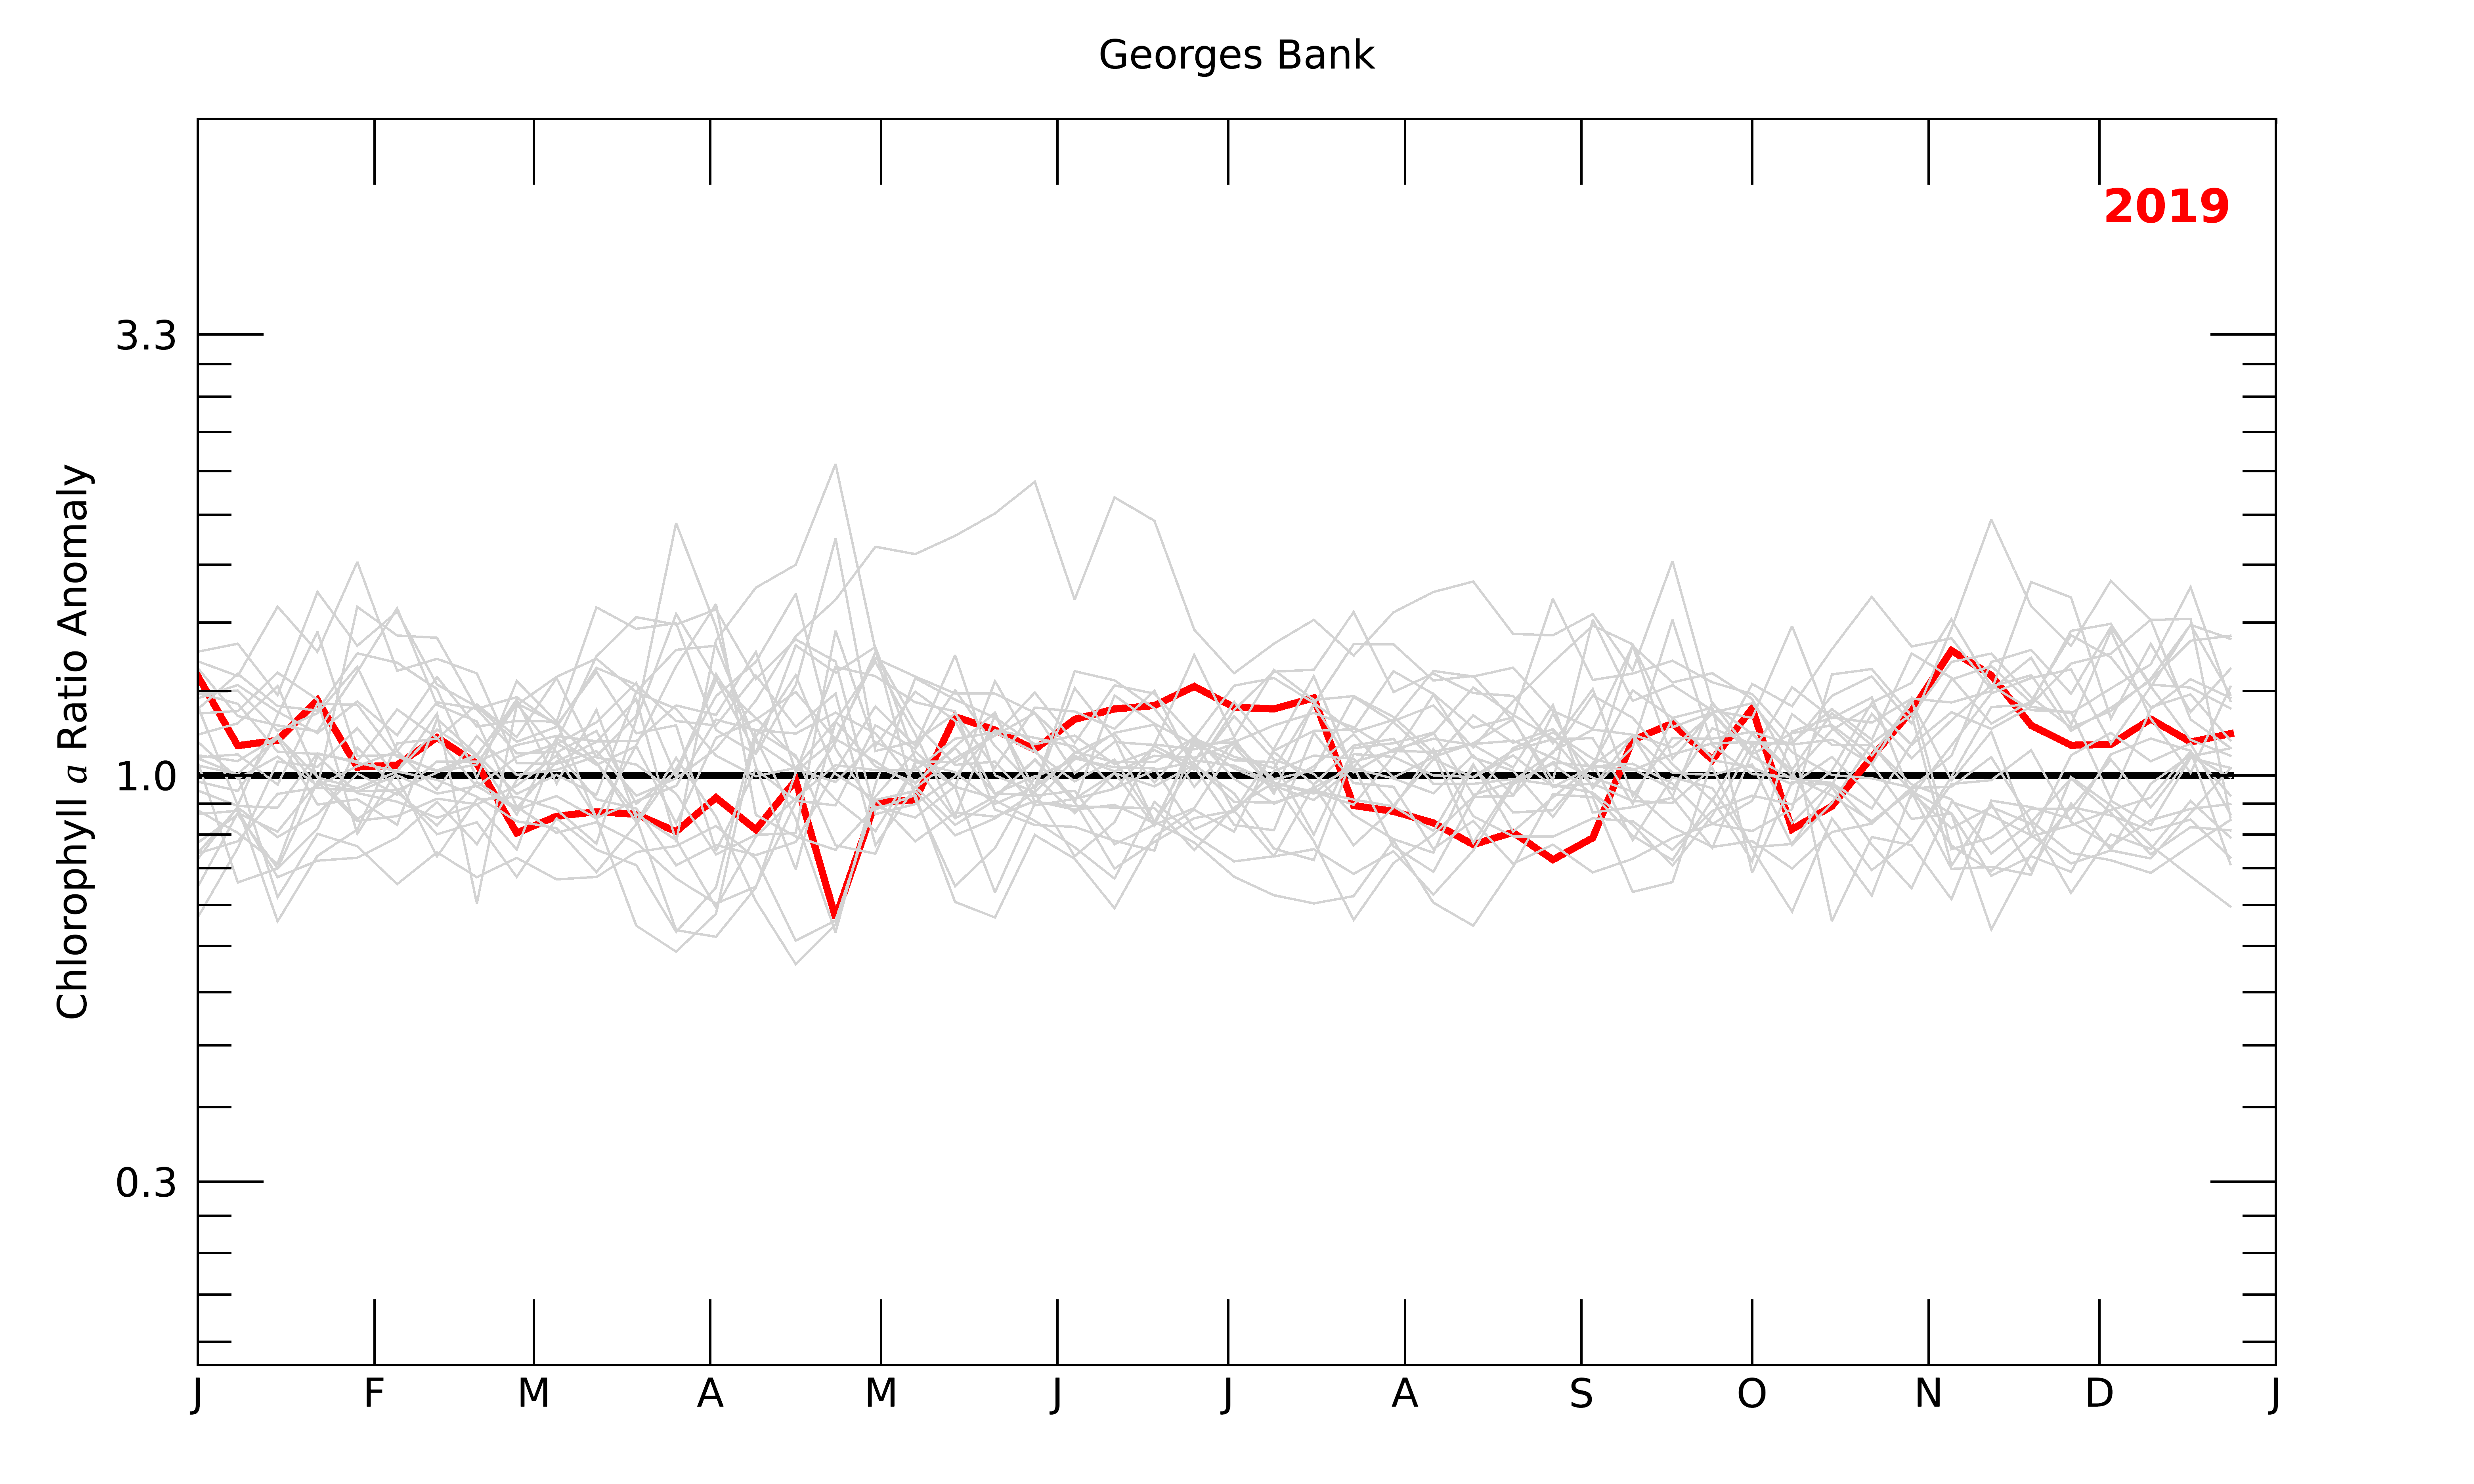 Georges Bank
2019
3.3
1.0
0.3
Chlorophyll a Ratio Anomaly
J F M A M J J A S O N D J